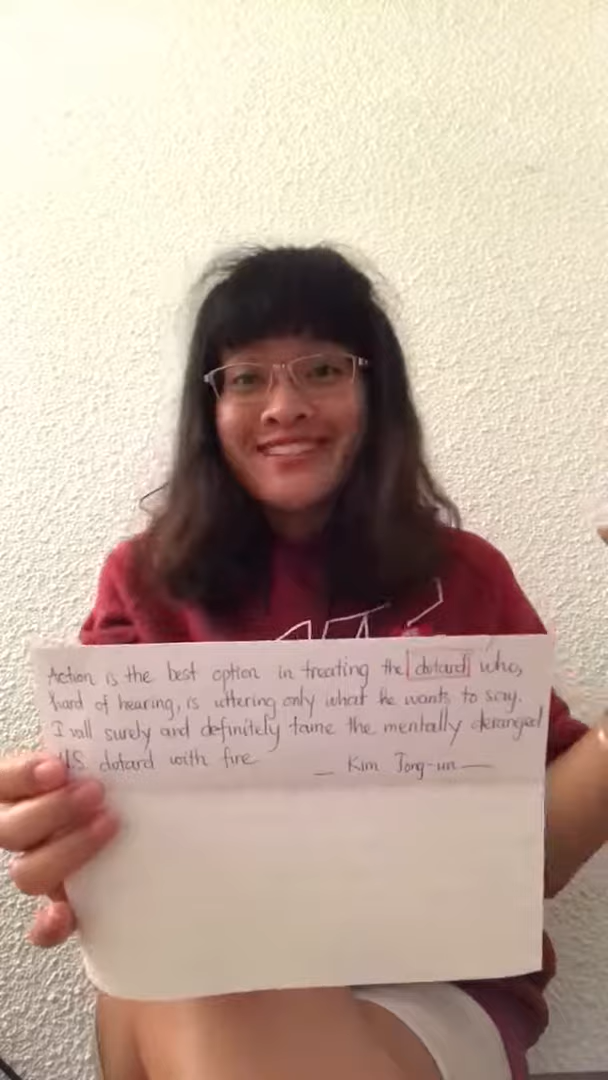 Action is the best option in treating the dotard who,
hard of hearing, is uttering only what he wants to say.
I will surely and definitely tame the mentally deranged
U.S dotard with fire
— Kim Jong-un —